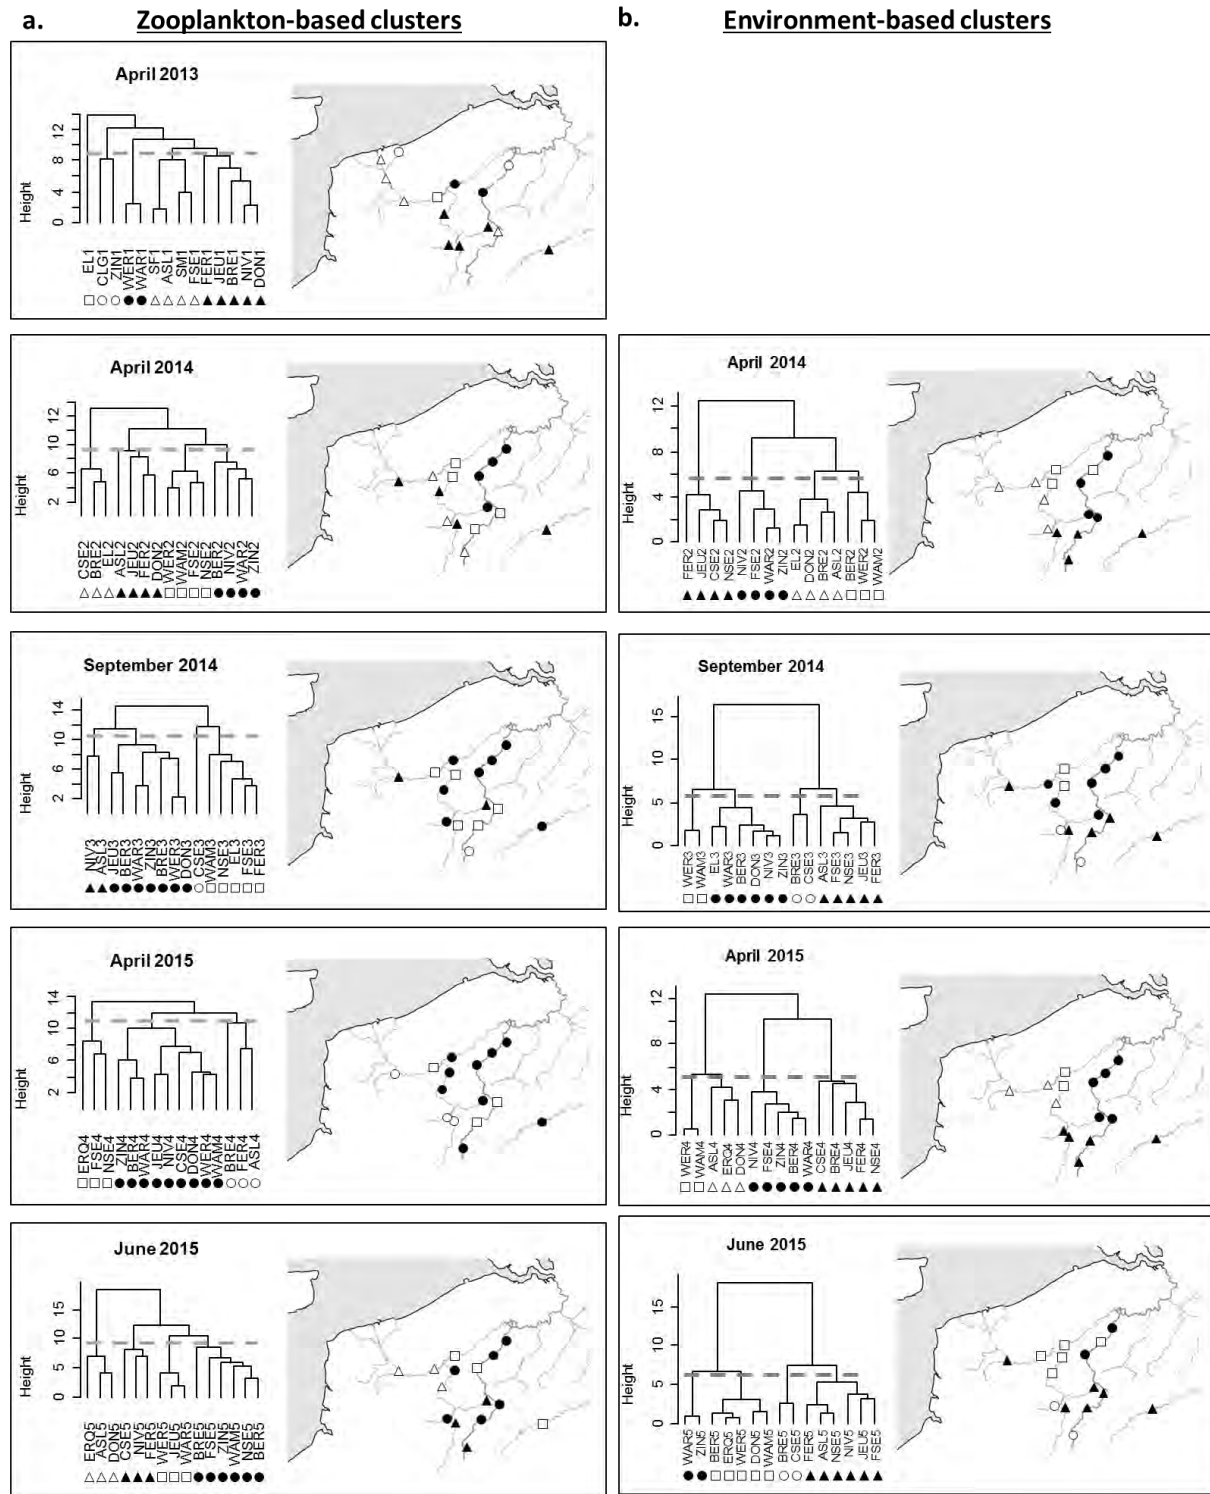 a. Zooplankton-based clusters
b. Environment-based clusters
April 2013
Height
0 4 8 12
EL1 CLG1 ZIN1 WER1 WAR1 SF1 ASL1 SM1 FSE1 FER1 JEU1 BRE1 NIV1 DON1
April 2014
Height
2 6 10 12
CSE2 BRE2 EL2 ASL2 JEU2 FER2 DON2 WER2 WAM2 FSE2 NSE2 BER2 NIV2 WAR2 ZIN2
April 2014
Height
0 4 8 12
FER2 JEU2 CSE2 NSE2 NIV2 FSE2 WAR2 ZIN2 EL2 DON2 BRE2 ASL2 BER2 WER2 WAM2
September 2014
Height
2 6 10 14
NIV3 ASL3 JEU3 BER3 WAR3 ZIN3 BRE3 WER3 DON3 CSE3 WAM3 NSE3 EL3 FSE3 FER3
September 2014
Height
0 5 10 15
WER3 WAM3 EL3 WAR3 BER3 DON3 NIV3 ZIN3 BRE3 CSE3 ASL3 FSE3 NSE3 JEU3 FER3
April 2015
Height
2 6 10 14
ERQ4 FSE4 NSE4 ZIN4 BER4 WAR4 JEU4 NIV4 CSE4 DON4 WER4 WAM4 BRE4 FER4 ASL4
April 2015
Height
0 4 8 12
WER4 WAM4 ASL4 ERQ4 DON4 NIV4 FSE4 ZIN4 BER4 WAR4 CSE4 BRE4 JEU4 FER4 NSE4
June 2015
Height
0 5 10 15
ERQ5 ASL5 DON5 CSE5 NIV5 FER5 WER5 JEU5 WAR5 BRE5 FSE5 ZIN5 WAM5 NSE5 BER5
June 2015
Height
0 5 10 15
WAR5 ZIN5 BER5 ERQ5 WER5 DON5 WAM5 BRE5 CSE5 FER5 ASL5 NSE5 NIV5 JEU5 FSE5